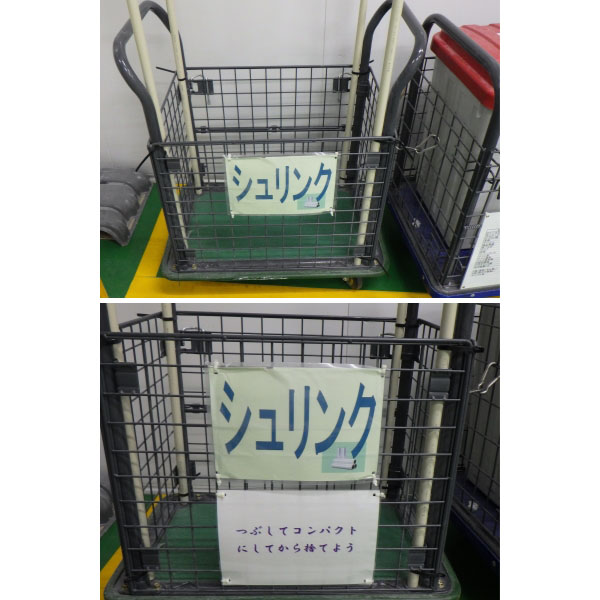 シュリンク
シュリンク
つぶしてコンパクト
にしてから捨てよう